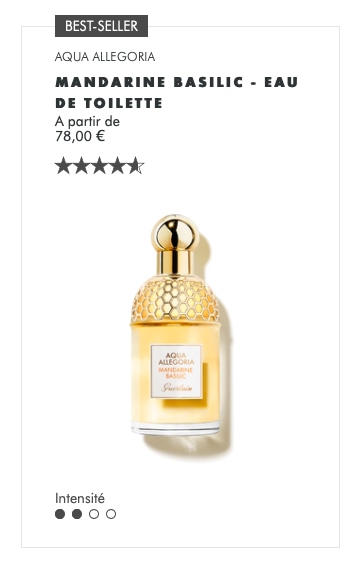 BEST-SELLER
AQUA ALLEGORIA
MANDARINE BASILIC - EAU
DE TOILETTE
A partir de
78,00 €
AQUA
ALLEGORIA
MANDARINE
BASILIC
Guerlain
Intensité